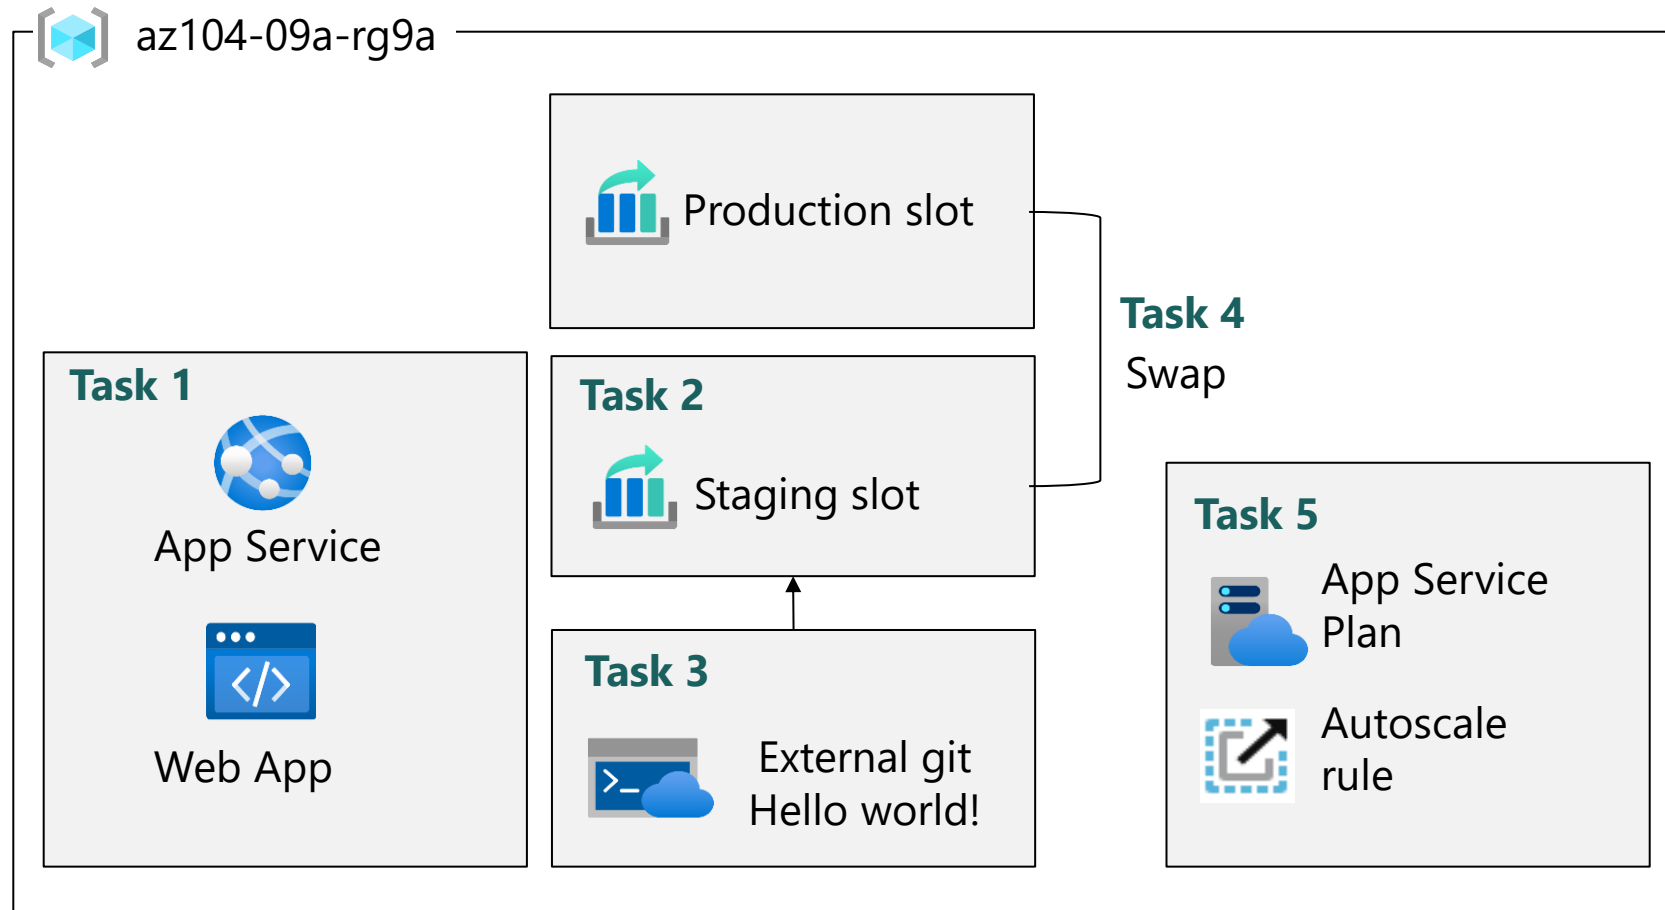 az104-09a-rg9a
Production slot
Task 4
Swap
Task 1
App Service
Web App
Task 2
Staging slot
Task 3
External git
Hello world!
Task 5
App Service
Plan
Autoscale
rule